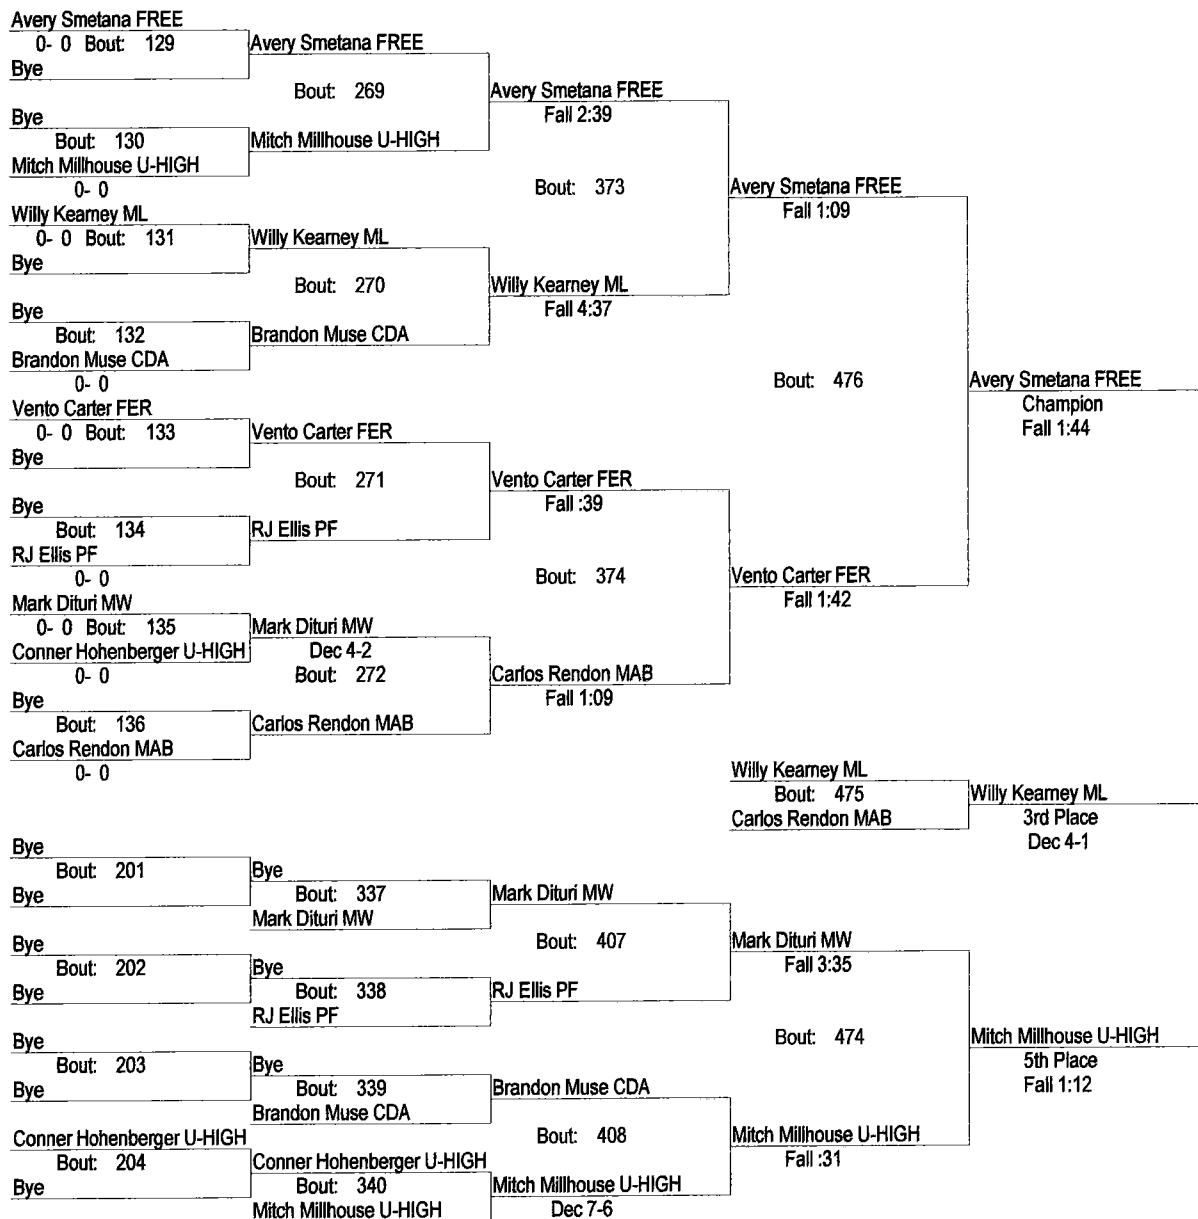 Avery Smetana FREE
0- 0 Bout: 129
Bye
Avery Smetana FREE
Bout: 269
Bye
Bout: 130
Mitch Millhouse U-HIGH
0- 0
Mitch Millhouse U-HIGH
Avery Smetana FREE
Fall 2:39
Bout: 373
Willy Kearney ML
0- 0 Bout: 131
Bye
Willy Kearney ML
Bout: 270
Bye
Bout: 132
Brandon Muse CDA
0- 0
Brandon Muse CDA
Willy Kearney ML
Fall 4:37
Avery Smetana FREE
Fall 1:09
Bout: 476
Avery Smetana FREE
Champion
Fall 1:44
Vento Carter FER
0- 0 Bout: 133
Bye
Vento Carter FER
Bout: 271
Bye
Bout: 134
RJ Ellis PF
0- 0
RJ Ellis PF
Vento Carter FER
Fall :39
Bout: 374
Vento Carter FER
Fall 1:42
Mark Dituri MW
0- 0 Bout: 135
Conner Hohenberger U-HIGH
0- 0
Mark Dituri MW
Dec 4-2
Bout: 272
Bye
Bout: 136
Carlos Rendon MAB
0- 0
Carlos Rendon MAB
Carlos Rendon MAB
Fall 1:09
Willy Kearney ML
Bout: 475
Carlos Rendon MAB
Willy Kearney ML
3rd Place
Dec 4-1
Bye
Bout: 201
Bye
Bye
Bout: 337
Mark Dituri MW
Mark Dituri MW
Bout: 407
Bye
Bout: 202
Bye
Bye
Bout: 338
RJ Ellis PF
RJ Ellis PF
Mark Dituri MW
Fall 3:35
Bout: 474
Mitch Millhouse U-HIGH
5th Place
Fall 1:12
Bye
Bout: 203
Bye
Bye
Bout: 339
Brandon Muse CDA
Brandon Muse CDA
Bout: 408
Mitch Millhouse U-HIGH
Fall :31
Conner Hohenberger U-HIGH
Bout: 204
Bye
Conner Hohenberger U-HIGH
Bout: 340
Mitch Millhouse U-HIGH
Mitch Millhouse U-HIGH
Dec 7-6